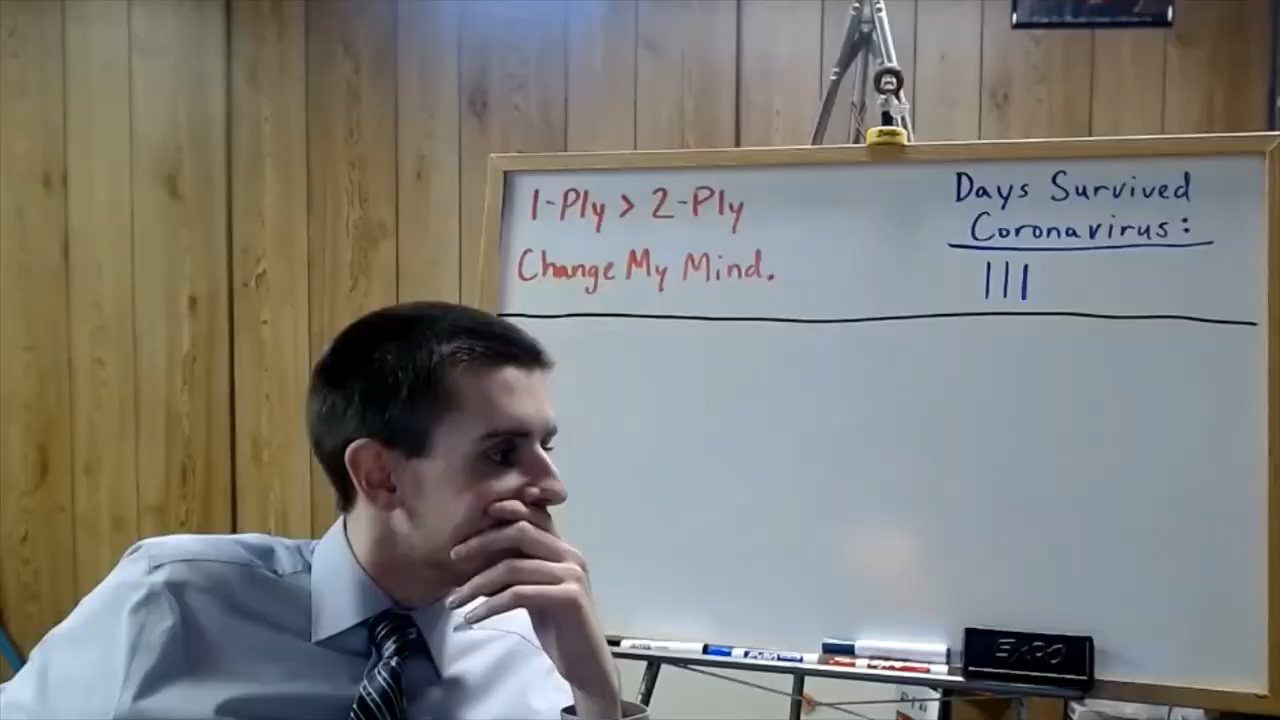 1-Ply > 2-Ply
Change My Mind.
Days Survived
Coronavirus:
|||
EXPO